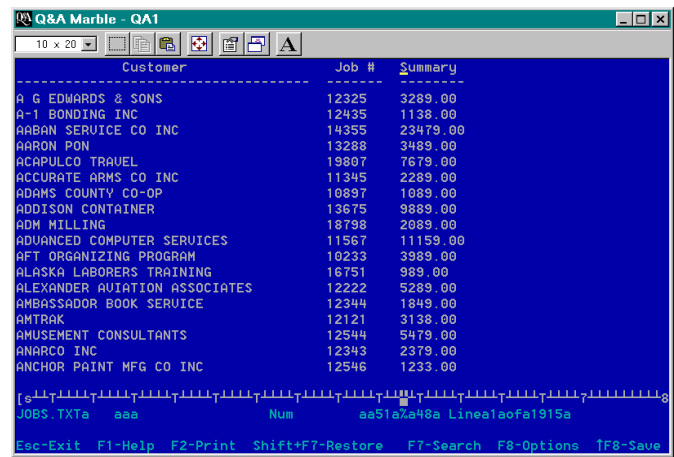 Q&A Marble - QA1
10 x 20 A
Customer Job # Summary
A G EDWARDS & SONS 12325 3289.00
A-1 BONDING INC 12435 1138.00
AABAN SERVICE CO INC 14355 23479.00
AARON PON 13288 3489.00
ACAPULCO TRAVEL 19807 7679.00
ACCURATE ARMS CO INC 11345 2289.00
ADAMS COUNTY CO-OP 10897 1089.00
ADDISON CONTAINER 13675 9889.00
ADM MILLING 18798 2089.00
ADVANCED COMPUTER SERVICES 11567 11159.00
AFT ORGANIZING PROGRAM 10233 3989.00
ALASKA LABORERS TRAINING 16751 989.00
ALEXANDER AVIATION ASSOCIATES 12222 5289.00
AMBASSADOR BOOK SERVICE 12344 1849.00
AMTRAK 12121 3138.00
AMUSEMENT CONSULTANTS 12544 5479.00
ANARCO INC 12343 2379.00
ANCHOR PAINT MFG CO INC 12546 1233.00
[s 7 8
JOBS.TXTa aaa Num aa51a%a48a Linea1aofa1915a
Esc-Exit F1-Help F2-Print Shift+F7-Restore F7-Search F8-Options ↑F8-Save